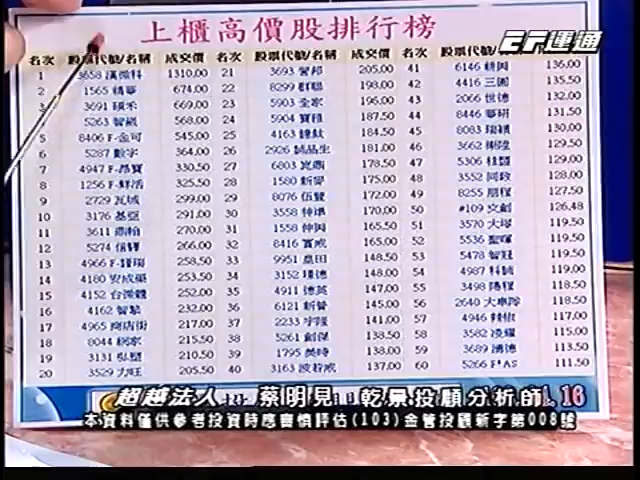 上櫃高價股排行榜
EF運通
名次 股票代號/名稱 成交價 名次 股票代號/名稱 成交價 名次 股票代號/名稱 成交價
1 3658 漢微科 1310.00 21 3693 營邦 205.00 41 6146 耕興 136.00
2 1565 精華 674.00 22 8299 群聯 198.00 42 4416 三圓 135.50
3 3691 碩禾 669.00 23 5903 全家 196.00 43 2066 世德 132.00
4 5263 智崴 568.00 24 5904 寶雅 187.50 44 8446 華研 131.50
5 8406 F-金可 545.00 25 4163 鐿鈦 184.50 45 8083 瑞穎 130.00
6 5287 數字 364.00 26 2926 誠品生 181.00 46 3662 樂陞 129.50
7 4947 F-昂寶 330.50 27 6803 崑鼎 178.50 47 5306 桂盟 129.00
8 1256 F-鮮活 325.50 28 1580 新麥 175.00 48 3552 同致 128.00
9 2729 瓦城 299.00 29 8076 伍豐 172.00 49 8755 朋程 127.50
10 3176 基亞 291.00 30 3558 神準 170.00 50 #109 文創 126.48
11 3611 鼎翰 270.00 31 1558 伸興 165.50 51 3570 大塚 119.50
12 5274 信驊 266.00 32 8416 實威 165.00 52 5536 聖暉 119.50
13 4966 F-譜瑞 258.50 33 9951 皇田 148.50 53 5478 智冠 119.50
14 4180 安成藥 253.50 34 3152 璟德 148.00 54 4987 科誠 119.00
15 4152 台微體 252.00 35 4911 德英 147.00 55 3498 陽程 118.50
16 4162 智擎 232.00 36 6121 新普 145.00 56 2640 大車隊 118.50
17 4965 商店街 217.00 37 2233 宇隆 141.00 57 4946 辣椒 117.00
18 8044 網家 215.50 38 5261 創傑 138.50 58 3582 凌耀 115.00
19 3131 弘塑 210.50 39 1795 美時 138.00 59 3689 湧德 113.50
20 3529 力旺 205.50 40 3163 波若威 137.00 60 5266 F*AS 111.50
超越法人 蔡明見 乾景投顧分析師 16
本資料僅供參考投資時應審慎評估(103)金管投顧新字第008號